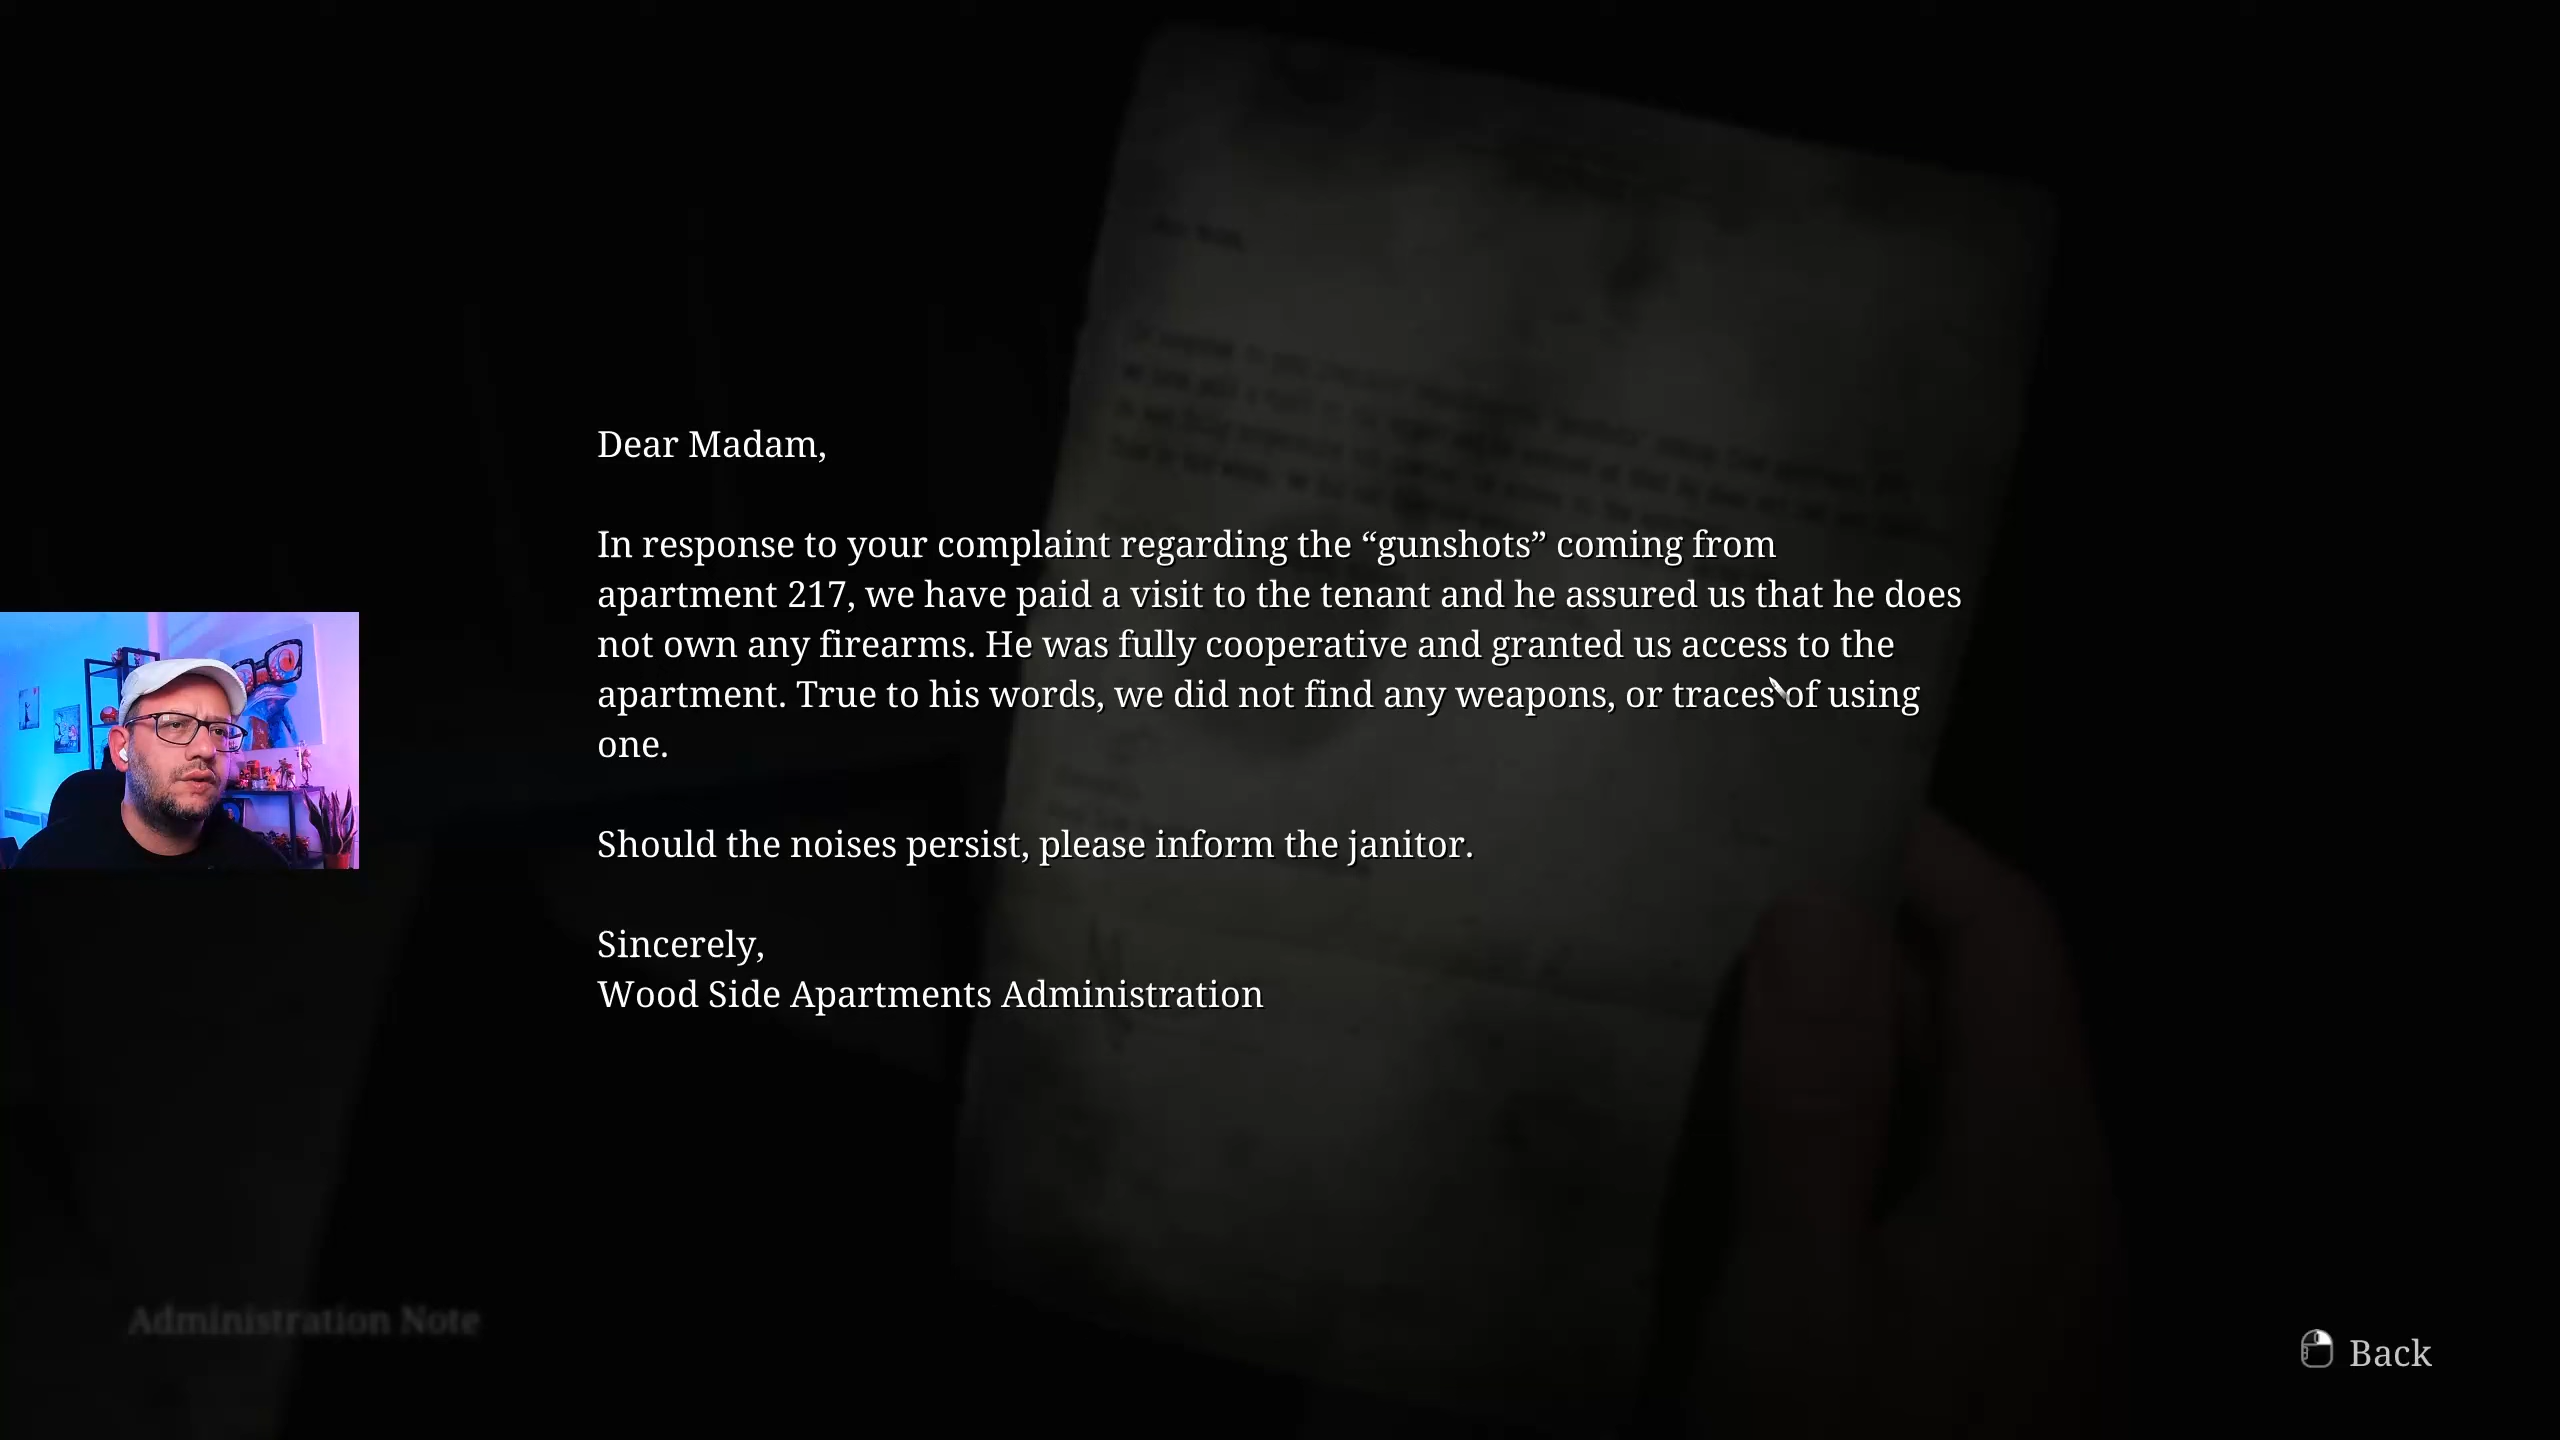 Dear Madam,
In response to your complaint regarding the “gunshots” coming from
apartment 217, we have paid a visit to the tenant and he assured us that he does
not own any firearms. He was fully cooperative and granted us access to the
apartment. True to his words, we did not find any weapons, or traces of using
one.
Should the noises persist, please inform the janitor.
Sincerely,
Wood Side Apartments Administration
Administration Note
Back